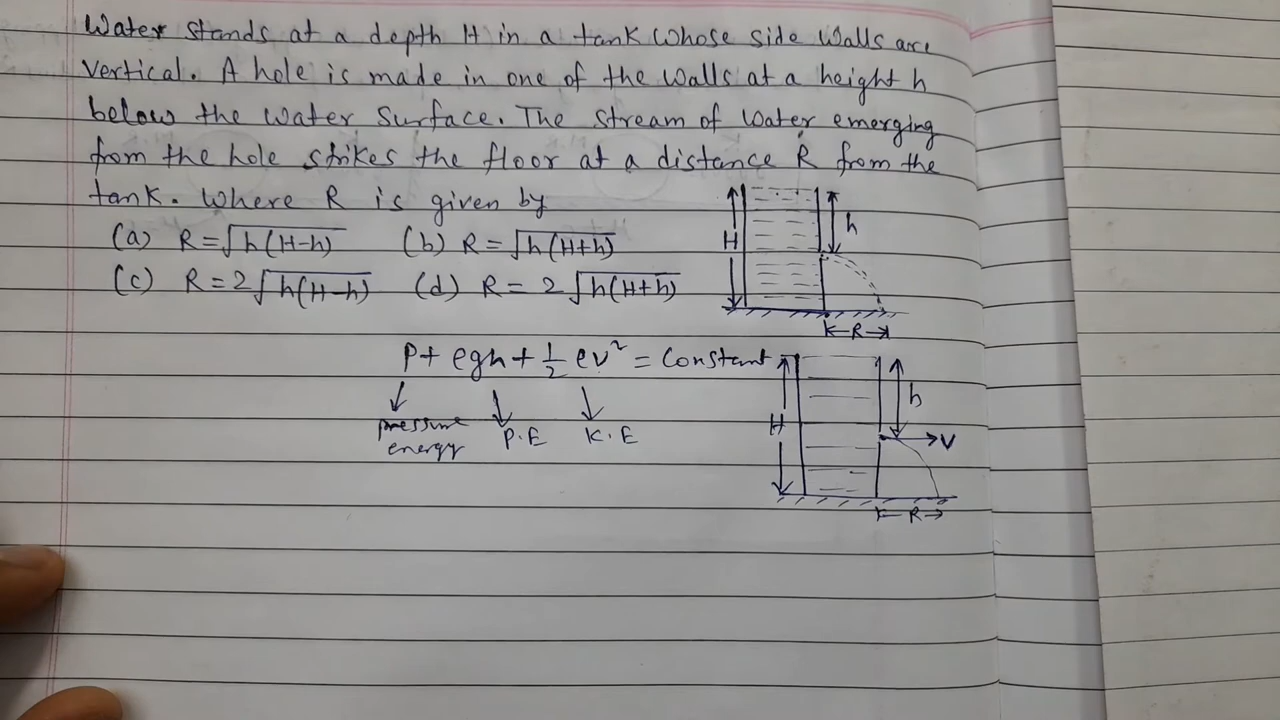 Water stands at a depth H in a tank whose side walls are
vertical. A hole is made in one of the walls at a height h
below the water surface. The stream of water emerging
from the hole strikes the floor at a distance R from the
tank. Where R is given by
(a) R=√h(H-h) (b) R = √h(H+h)
(c) R=2√h(H-h) (d) R = 2√h(H+h)
H
h
R
P+ ρgh + 1/2 ρv² = Constant
pressure energy
P.E
K.E
H
h
V
R